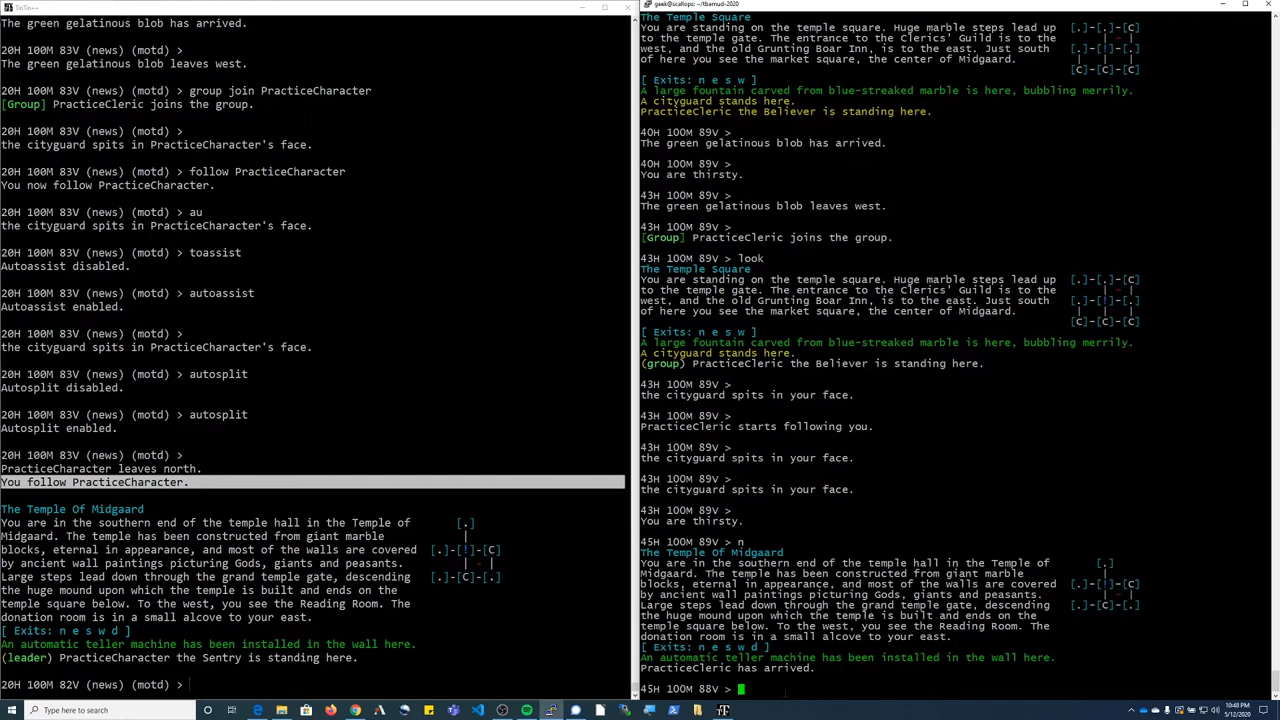 TinTin++
The green gelatinous blob has arrived.
20H 100M 83V (news) (motd) >
The green gelatinous blob leaves west.
20H 100M 83V (news) (motd) > group join PracticeCharacter
[Group] PracticeCleric joins the group.
20H 100M 83V (news) (motd) >
the cityguard spits in PracticeCharacter's face.
20H 100M 83V (news) (motd) > follow PracticeCharacter
You now follow PracticeCharacter.
20H 100M 83V (news) (motd) > au
the cityguard spits in PracticeCharacter's face.
20H 100M 83V (news) (motd) > toassist
Autoassist disabled.
20H 100M 83V (news) (motd) > autoassist
Autoassist enabled.
20H 100M 83V (news) (motd) >
the cityguard spits in PracticeCharacter's face.
20H 100M 83V (news) (motd) > autosplit
Autosplit disabled.
20H 100M 83V (news) (motd) > autosplit
Autosplit enabled.
20H 100M 83V (news) (motd) >
PracticeCharacter leaves north.
You follow PracticeCharacter.
The Temple Of Midgaard
You are in the southern end of the temple hall in the Temple of [.]
Midgaard. The temple has been constructed from giant marble |
blocks, eternal in appearance, and most of the walls are covered [.]-[!]-[C]
by ancient wall paintings picturing Gods, giants and peasants. | -
Large steps lead down through the grand temple gate, descending [.]-[C]-[.]
the huge mound upon which the temple is built and ends on the
temple square below. To the west, you see the Reading Room. The
donation room is in a small alcove to your east.
[ Exits: n e s w d ]
An automatic teller machine has been installed in the wall here.
(leader) PracticeCharacter the Sentry is standing here.
20H 100M 82V (news) (motd) >
geek@scallops: ~/tbamud-2020
The Temple Square
You are standing on the temple square. Huge marble steps lead up [.]-[.]-[C]
to the temple gate. The entrance to the Clerics' Guild is to the | -
west, and the old Grunting Boar Inn, is to the east. Just south [.]-[!]-[.]
of here you see the market square, the center of Midgaard. | | |
[C]-[C]-[C]
[ Exits: n e s w ]
A large fountain carved from blue-streaked marble is here, bubbling merrily.
A cityguard stands here.
PracticeCleric the Believer is standing here.
40H 100M 89V >
The green gelatinous blob has arrived.
40H 100M 89V >
You are thirsty.
43H 100M 89V >
The green gelatinous blob leaves west.
43H 100M 89V >
[Group] PracticeCleric joins the group.
43H 100M 89V > look
The Temple Square
You are standing on the temple square. Huge marble steps lead up [.]-[.]-[C]
to the temple gate. The entrance to the Clerics' Guild is to the | -
west, and the old Grunting Boar Inn, is to the east. Just south [.]-[!]-[.]
of here you see the market square, the center of Midgaard. | | |
[C]-[C]-[C]
[ Exits: n e s w ]
A large fountain carved from blue-streaked marble is here, bubbling merrily.
A cityguard stands here.
(group) PracticeCleric the Believer is standing here.
43H 100M 89V >
the cityguard spits in your face.
43H 100M 89V >
PracticeCleric starts following you.
43H 100M 89V >
the cityguard spits in your face.
43H 100M 89V >
the cityguard spits in your face.
43H 100M 89V >
You are thirsty.
45H 100M 89V > n
The Temple Of Midgaard
You are in the southern end of the temple hall in the Temple of [.]
Midgaard. The temple has been constructed from giant marble |
blocks, eternal in appearance, and most of the walls are covered [.]-[!]-[C]
by ancient wall paintings picturing Gods, giants and peasants. | -
Large steps lead down through the grand temple gate, descending [.]-[C]-[.]
the huge mound upon which the temple is built and ends on the
temple square below. To the west, you see the Reading Room. The
donation room is in a small alcove to your east.
[ Exits: n e s w d ]
An automatic teller machine has been installed in the wall here.
PracticeCleric has arrived.
45H 100M 88V >
Type here to search
10:48 PM
5/12/2020